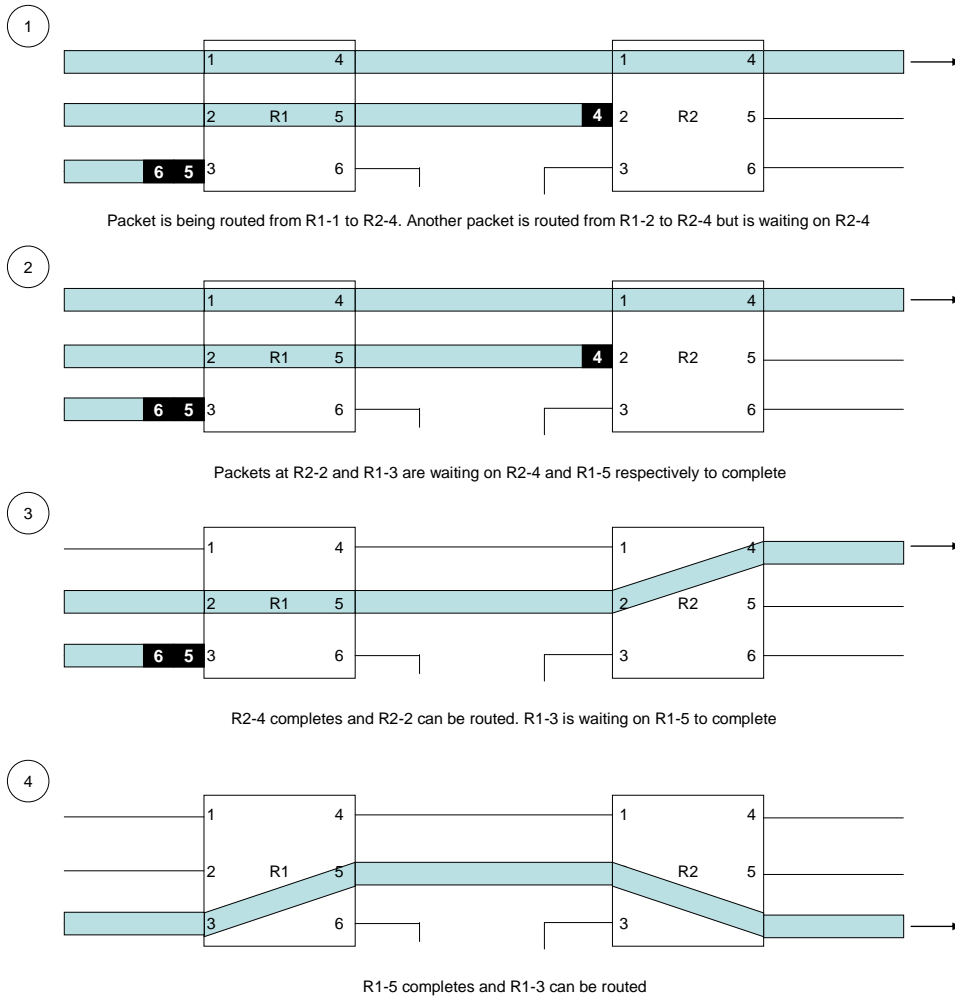 1
1 4 1 4
4
2 R1 5 2 R2 5
6 5
3 6 3 6
Packet is being routed from R1-1 to R2-4. Another packet is routed from R1-2 to R2-4 but is waiting on R2-4
2
1 4 1 4
4
2 R1 5 2 R2 5
6 5
3 6 3 6
Packets at R2-2 and R1-3 are waiting on R2-4 and R1-5 respectively to complete
3
1 4 1 4
2 R1 5 2 R2 5
6 5
3 6 3 6
R2-4 completes and R2-2 can be routed. R1-3 is waiting on R1-5 to complete
4
1 4 1 4
2 R1 5 R2 5
3 6 3
R1-5 completes and R1-3 can be routed